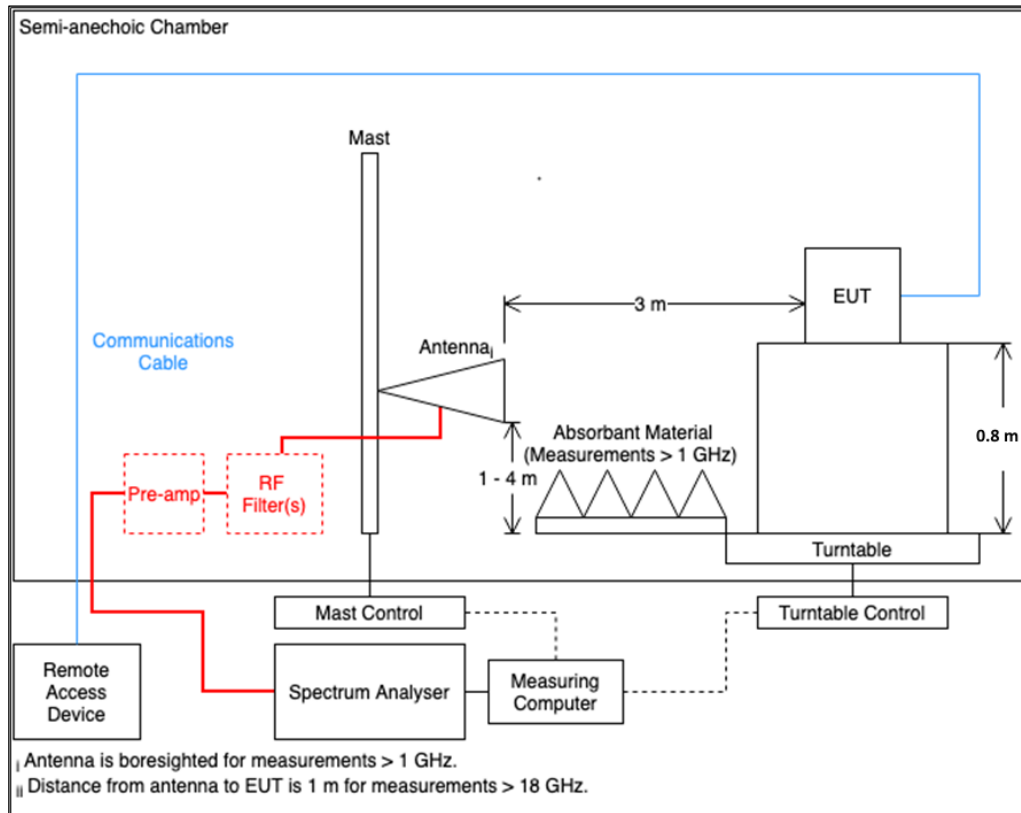 Semi-anechoic Chamber
Mast
Communications
Cable
Antennaᵢ
3 m
EUT
Absorbant Material
(Measurements > 1 GHz)
1 - 4 m
0.8 m
Pre-amp
RF
Filter(s)
Turntable
Mast Control
Turntable Control
Remote
Access
Device
Spectrum Analyser
Measuring
Computer
ᵢ Antenna is boresighted for measurements > 1 GHz.
ᵢᵢ Distance from antenna to EUT is 1 m for measurements > 18 GHz.